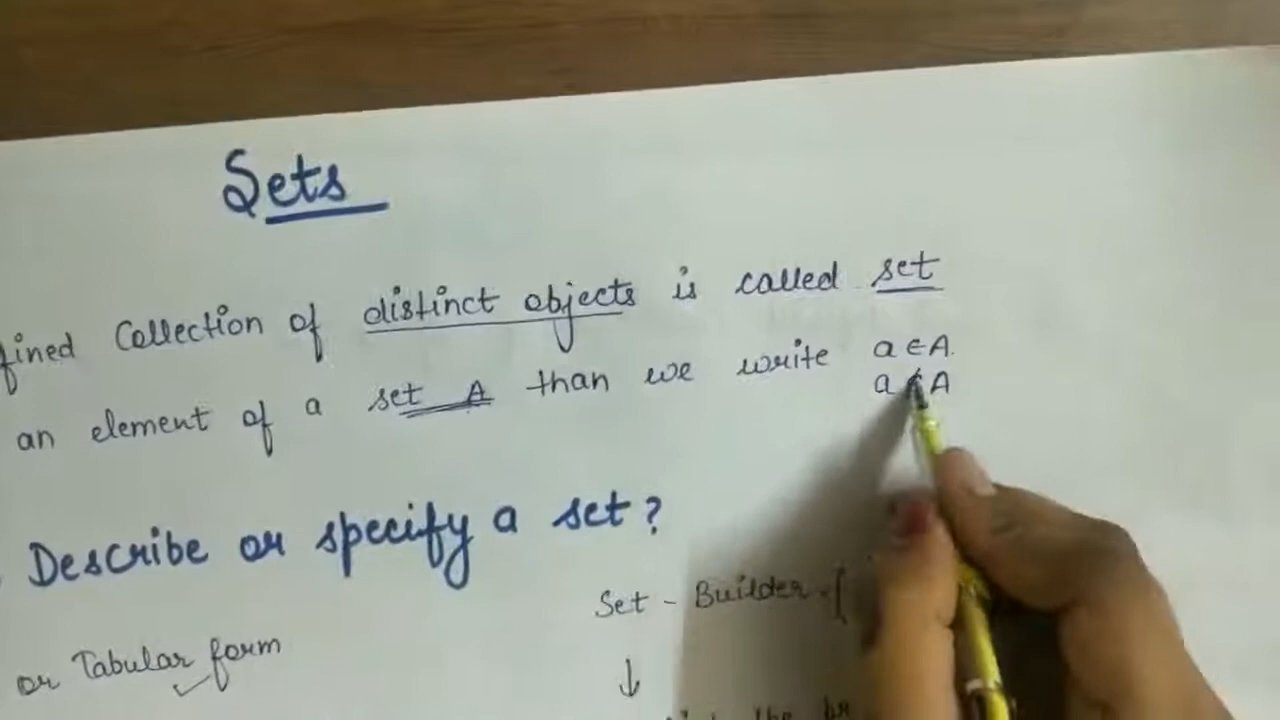 Sets
fined Collection of distinct objects is called set
an element of a set A than we write a ∈ A.
a ∉ A
Describe or specify a set?
Set - Builder
or Tabular form
↓
the